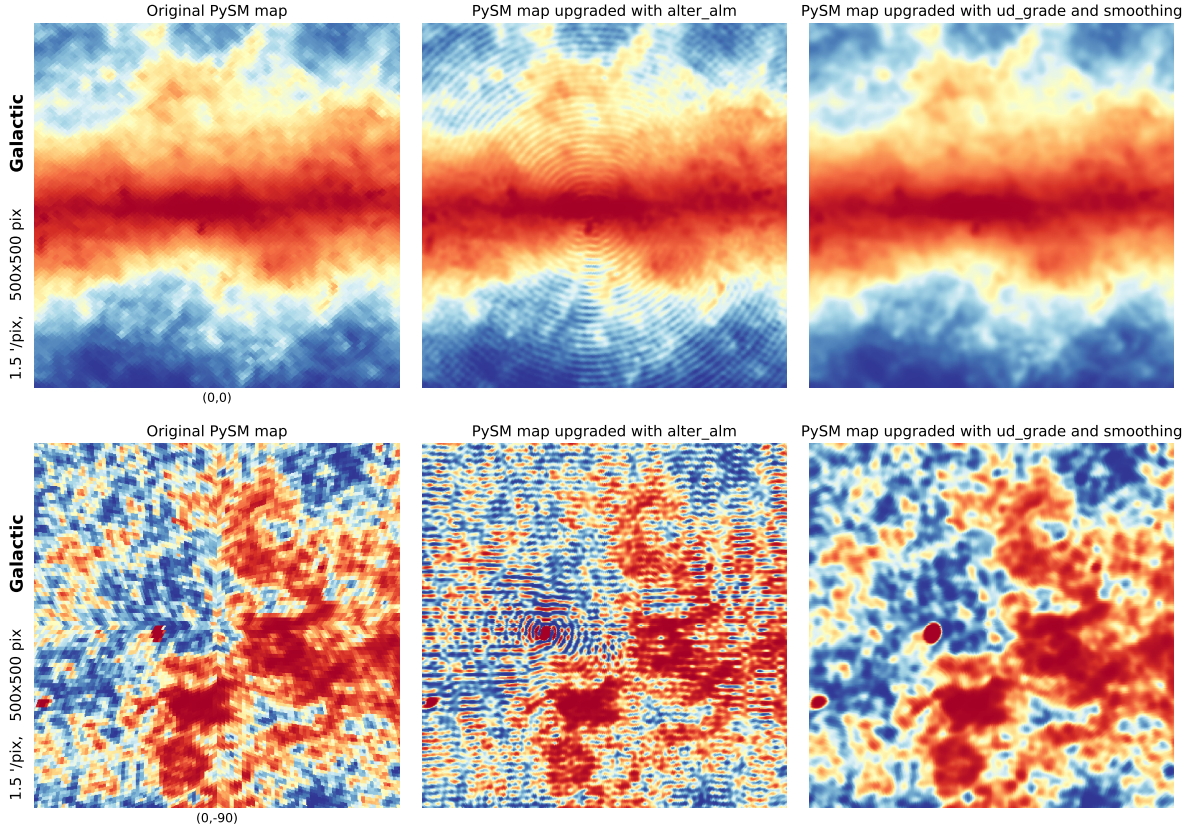 Original PySM map
PySM map upgraded with alter_alm
PySM map upgraded with ud_grade and smoothing
Galactic
1.5 '/pix,   500x500 pix
(0,0)
Original PySM map
PySM map upgraded with alter_alm
PySM map upgraded with ud_grade and smoothing
Galactic
1.5 '/pix,   500x500 pix
(0,-90)